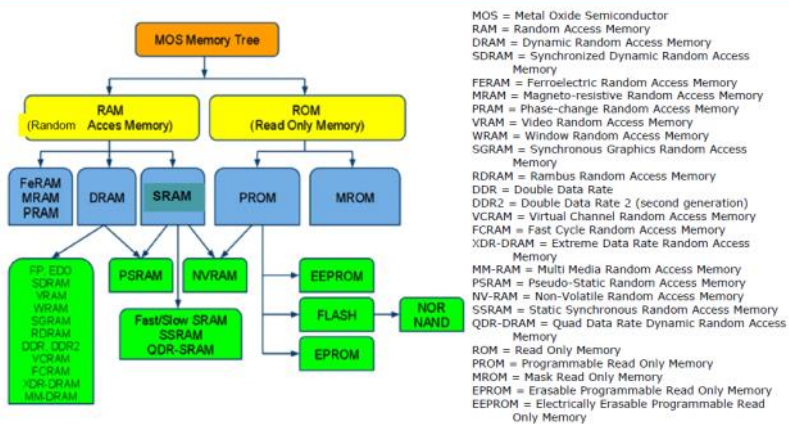 MOS Memory Tree
RAM
(Random Acces Memory)
ROM
(Read Only Memory)
FeRAM
MRAM
PRAM
DRAM
SRAM
PROM
MROM
FP, EDO
SDRAM
VRAM
WRAM
SGRAM
RDRAM
DDR, DDR2
VCRAM
FCRAM
XDR-DRAM
MM-DRAM
PSRAM
NVRAM
Fast/Slow SRAM
SSRAM
QDR-SRAM
EEPROM
FLASH
EPROM
NOR
NAND
MOS = Metal Oxide Semiconductor
RAM = Random Access Memory
DRAM = Dynamic Random Access Memory
SDRAM = Synchronized Dynamic Random Access
Memory
FERAM = Ferroelectric Random Access Memory
MRAM = Magneto-resistive Random Access Memory
PRAM = Phase-change Random Access Memory
VRAM = Video Random Access Memory
WRAM = Window Random Access Memory
SGRAM = Synchronous Graphics Random Access
Memory
RDRAM = Rambus Random Access Memory
DDR = Double Data Rate
DDR2 = Double Data Rate 2 (second generation)
VCRAM = Virtual Channel Random Access Memory
FCRAM = Fast Cycle Random Access Memory
XDR-DRAM = Extreme Data Rate Random Access
Memory
MM-RAM = Multi Media Random Access Memory
PSRAM = Pseudo-Static Random Access Memory
NV-RAM = Non-Volatile Random Access Memory
SSRAM = Static Synchronous Random Access Memory
QDR-DRAM = Quad Data Rate Dynamic Random Access
Memory
ROM = Read Only Memory
PROM = Programmable Read Only Memory
MROM = Mask Read Only Memory
EPROM = Erasable Programmable Read Only Memory
EEPROM = Electrically Erasable Programmable Read
Only Memory